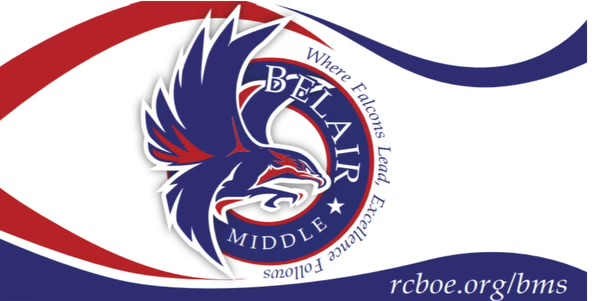 BELAIR
MIDDLE
Where Falcons Lead, Excellence Follows
rcboe.org/bms